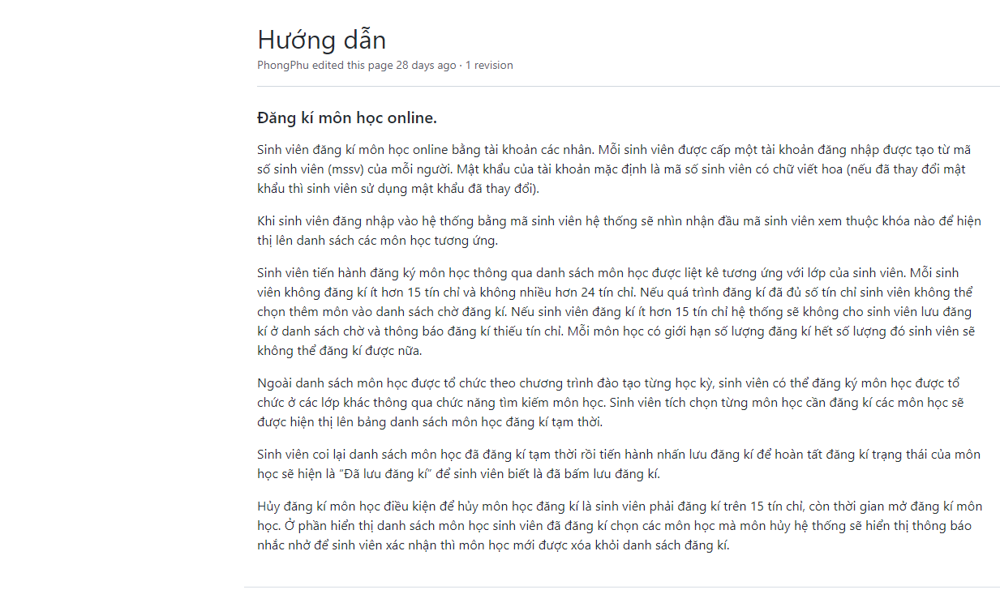 Hướng dẫn
PhongPhu edited this page 28 days ago · 1 revision
Đăng kí môn học online.
Sinh viên đăng kí môn học online bằng tài khoản các nhân. Mỗi sinh viên được cấp một tài khoản đăng nhập được tạo từ mã
số sinh viên (mssv) của mỗi người. Mật khẩu của tài khoản mặc định là mã số sinh viên có chữ viết hoa (nếu đã thay đổi mật
khẩu thì sinh viên sử dụng mật khẩu đã thay đổi).
Khi sinh viên đăng nhập vào hệ thống bằng mã sinh viên hệ thống sẽ nhìn nhận đầu mã sinh viên xem thuộc khóa nào để hiện
thị lên danh sách các môn học tương ứng.
Sinh viên tiến hành đăng ký môn học thông qua danh sách môn học được liệt kê tương ứng với lớp của sinh viên. Mỗi sinh
viên không đăng kí ít hơn 15 tín chỉ và không nhiều hơn 24 tín chỉ. Nếu quá trình đăng kí đã đủ số tín chỉ sinh viên không thể
chọn thêm môn vào danh sách chờ đăng kí. Nếu sinh viên đăng kí ít hơn 15 tín chỉ hệ thống sẽ không cho sinh viên lưu đăng
kí ở danh sách chờ và thông báo đăng kí thiếu tín chỉ. Mỗi môn học có giới hạn số lượng đăng kí hết số lượng đó sinh viên sẽ
không thể đăng kí được nữa.
Ngoài danh sách môn học được tổ chức theo chương trình đào tạo từng học kỳ, sinh viên có thể đăng ký môn học được tổ
chức ở các lớp khác thông qua chức năng tìm kiếm môn học. Sinh viên tích chọn từng môn học cần đăng kí các môn học sẽ
được hiện thị lên bảng danh sách môn học đăng kí tạm thời.
Sinh viên coi lại danh sách môn học đã đăng kí tạm thời rồi tiến hành nhấn lưu đăng kí để hoàn tất đăng kí trạng thái của môn
học sẽ hiện là “Đã lưu đăng kí” để sinh viên biết là đã bấm lưu đăng kí.
Hủy đăng kí môn học điều kiện để hủy môn học đăng kí là sinh viên phải đăng kí trên 15 tín chỉ, còn thời gian mở đăng kí môn
học. Ở phần hiển thị danh sách môn học sinh viên đã đăng kí chọn các môn học mà môn hủy hệ thống sẽ hiển thị thông báo
nhắc nhở để sinh viên xác nhận thì môn học mới được xóa khỏi danh sách đăng kí.